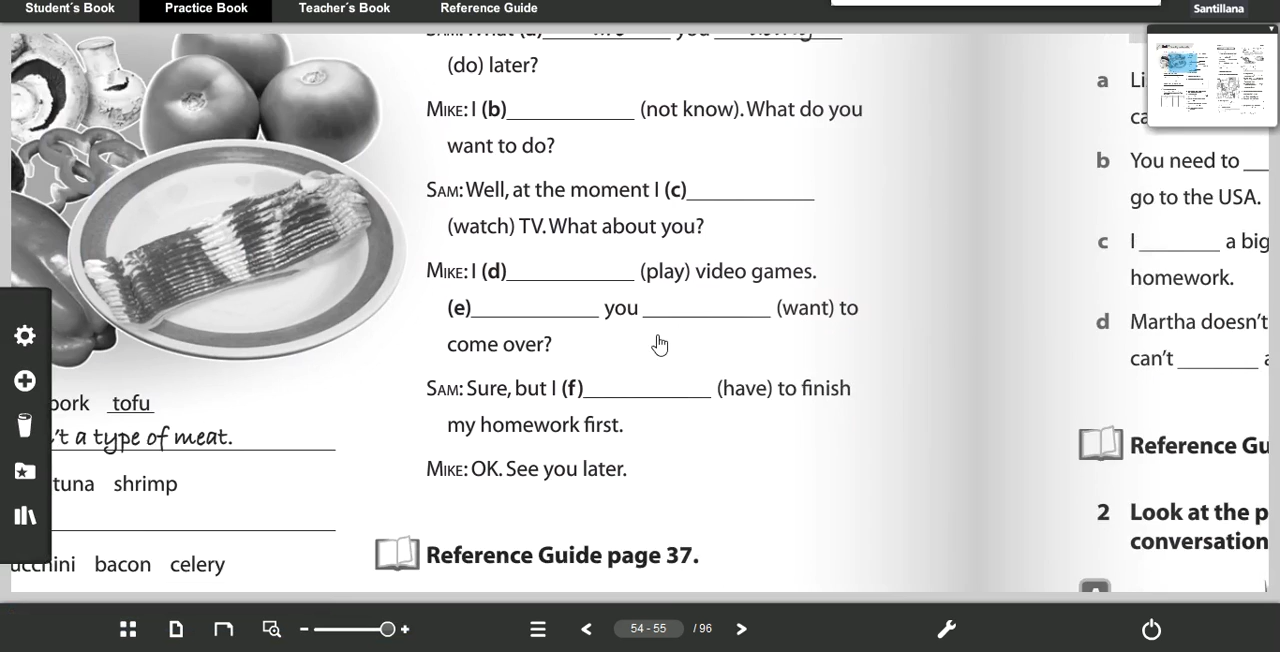 Student´s Book Practice Book Teacher´s Book Reference Guide Santillana
(do) later?
MIKE: I (b)____________ (not know). What do you
want to do?
SAM: Well, at the moment I (c)____________
(watch) TV. What about you?
MIKE: I (d)____________ (play) video games.
(e)____________ you ____________ (want) to
come over?
SAM: Sure, but I (f)____________ (have) to finish
my homework first.
MIKE: OK. See you later.
Reference Guide page 37.
pork tofu
't a type of meat.
tuna shrimp
bacon celery
a
b You need to
go to the USA.
c I ________ a big
homework.
d Martha doesn't
can't ________
Reference
2 Look at the
conversation
54 - 55 / 96